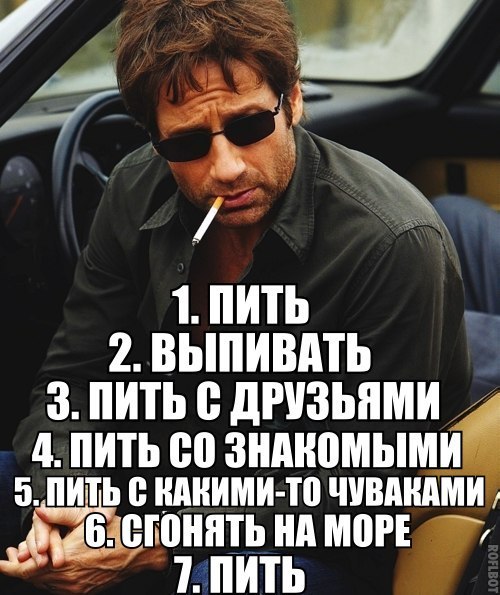 1. ПИТЬ
2. ВЫПИВАТЬ
3. ПИТЬ С ДРУЗЬЯМИ
4. ПИТЬ СО ЗНАКОМЫМИ
5. ПИТЬ С КАКИМИ-ТО ЧУВАКАМИ
6. СГОНЯТЬ НА МОРЕ
7. ПИТЬ
ROFLBOT